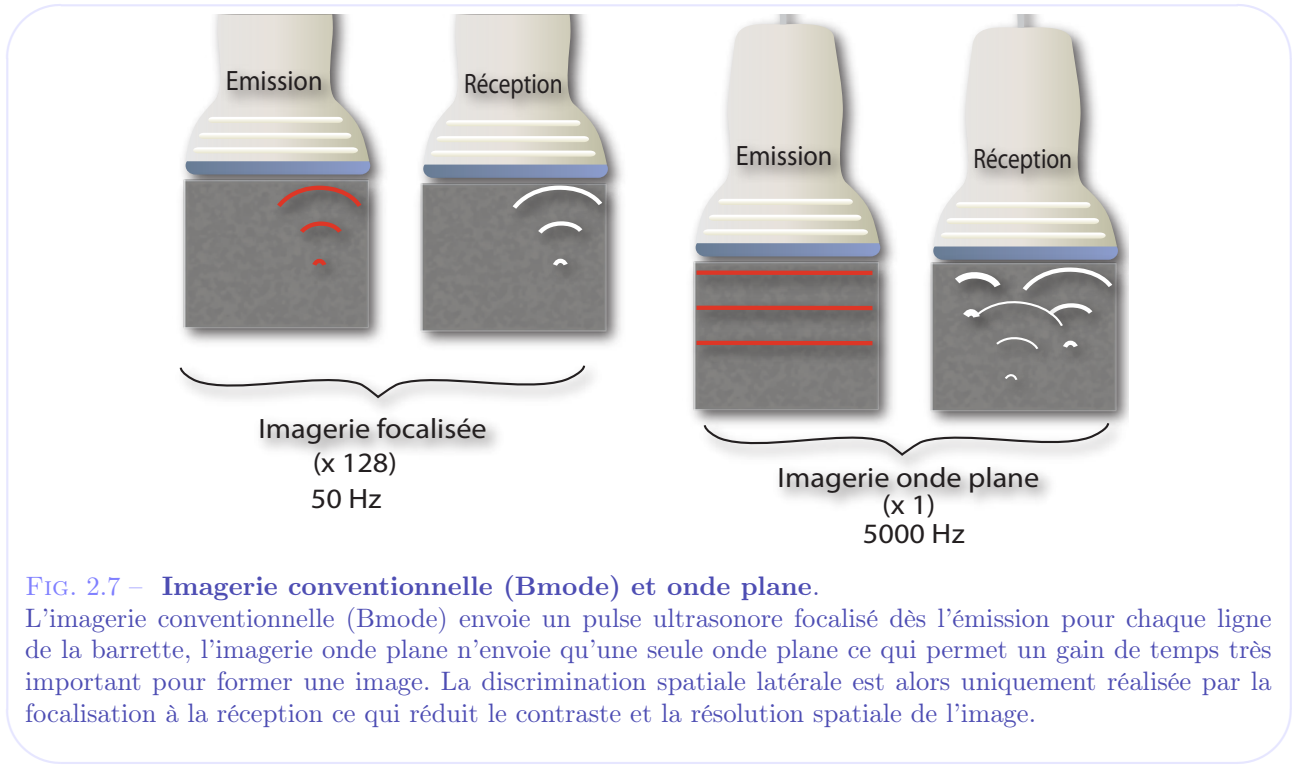 Emission
Réception
Imagerie focalisée
(x 128)
50 Hz
Emission
Réception
Imagerie onde plane
(x 1)
5000 Hz
FIG. 2.7 – Imagerie conventionnelle (Bmode) et onde plane.
L'imagerie conventionnelle (Bmode) envoie un pulse ultrasonore focalisé dès l'émission pour chaque ligne
de la barrette, l'imagerie onde plane n'envoie qu'une seule onde plane ce qui permet un gain de temps très
important pour former une image. La discrimination spatiale latérale est alors uniquement réalisée par la
focalisation à la réception ce qui réduit le contraste et la résolution spatiale de l'image.